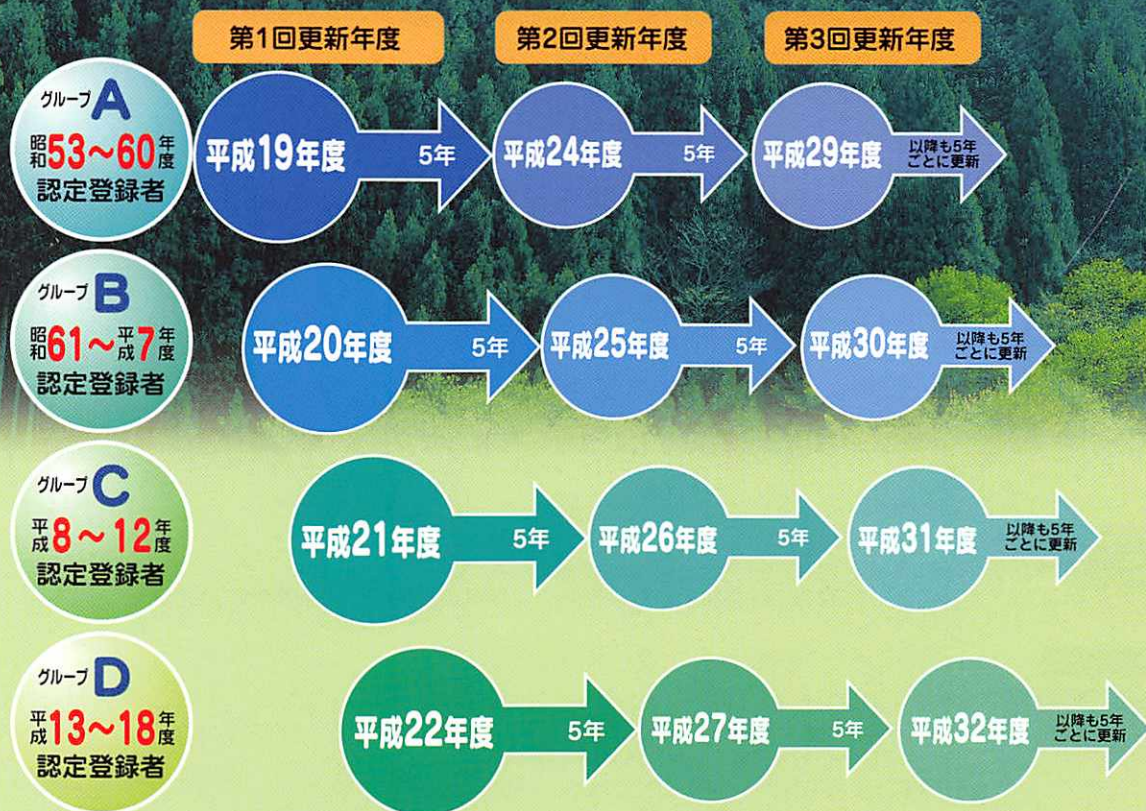 第1回更新年度
第2回更新年度
第3回更新年度
グループA
昭和53～60年度
認定登録者
平成19年度
5年
平成24年度
5年
平成29年度
以降も5年
ごとに更新
グループB
昭和61～平成7年度
認定登録者
平成20年度
5年
平成25年度
5年
平成30年度
以降も5年
ごとに更新
グループC
平成8～12年度
認定登録者
平成21年度
5年
平成26年度
5年
平成31年度
以降も5年
ごとに更新
グループD
平成13～18年度
認定登録者
平成22年度
5年
平成27年度
5年
平成32年度
以降も5年
ごとに更新